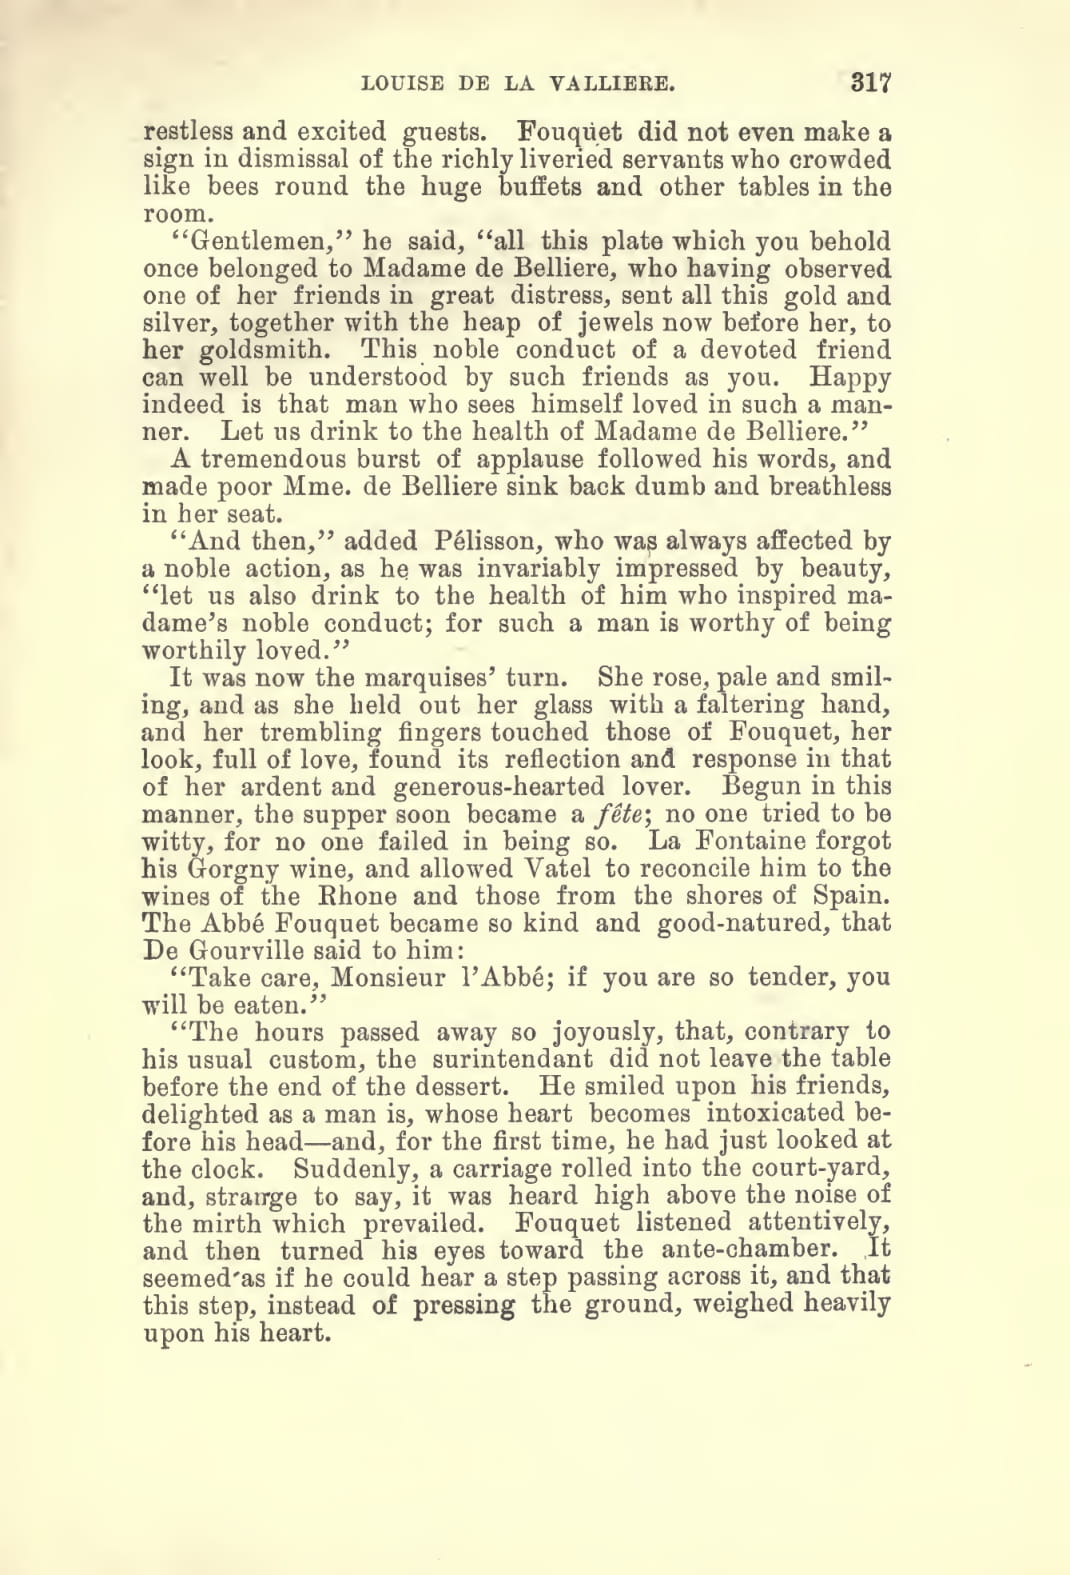 LOUISE DE LA VALLIERE. 317
restless and excited guests. Fouquet did not even make a
sign in dismissal of the richly liveried servants who crowded
like bees round the huge buffets and other tables in the
room.
“Gentlemen,” he said, “all this plate which you behold
once belonged to Madame de Belliere, who having observed
one of her friends in great distress, sent all this gold and
silver, together with the heap of jewels now before her, to
her goldsmith. This noble conduct of a devoted friend
can well be understood by such friends as you. Happy
indeed is that man who sees himself loved in such a man-
ner. Let us drink to the health of Madame de Belliere.”
A tremendous burst of applause followed his words, and
made poor Mme. de Belliere sink back dumb and breathless
in her seat.
“And then,” added Pélisson, who was always affected by
a noble action, as he was invariably impressed by beauty,
“let us also drink to the health of him who inspired ma-
dame’s noble conduct; for such a man is worthy of being
worthily loved.”
It was now the marquises’ turn. She rose, pale and smil-
ing, and as she held out her glass with a faltering hand,
and her trembling fingers touched those of Fouquet, her
look, full of love, found its reflection and response in that
of her ardent and generous-hearted lover. Begun in this
manner, the supper soon became a fête; no one tried to be
witty, for no one failed in being so. La Fontaine forgot
his Gorgny wine, and allowed Vatel to reconcile him to the
wines of the Rhone and those from the shores of Spain.
The Abbé Fouquet became so kind and good-natured, that
De Gourville said to him:
“Take care, Monsieur l’Abbé; if you are so tender, you
will be eaten.”
“The hours passed away so joyously, that, contrary to
his usual custom, the surintendant did not leave the table
before the end of the dessert. He smiled upon his friends,
delighted as a man is, whose heart becomes intoxicated be-
fore his head—and, for the first time, he had just looked at
the clock. Suddenly, a carriage rolled into the court-yard,
and, strange to say, it was heard high above the noise of
the mirth which prevailed. Fouquet listened attentively,
and then turned his eyes toward the ante-chamber. It
seemed as if he could hear a step passing across it, and that
this step, instead of pressing the ground, weighed heavily
upon his heart.